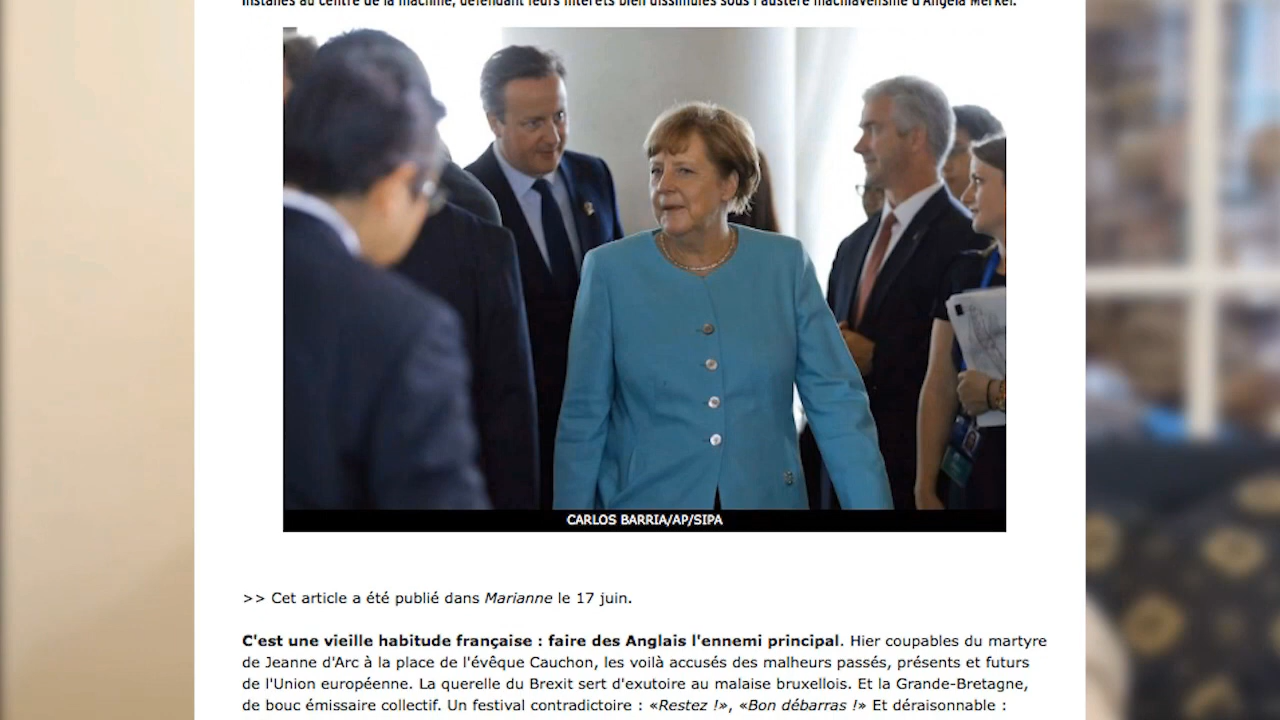 installés au centre de la machine, défendant leurs intérêts bien dissimulés sous l'austère machiavélisme d'Angela Merkel.
CARLOS BARRIA/AP/SIPA
>> Cet article a été publié dans Marianne le 17 juin.
C'est une vieille habitude française : faire des Anglais l'ennemi principal. Hier coupables du martyre
de Jeanne d'Arc à la place de l'évêque Cauchon, les voilà accusés des malheurs passés, présents et futurs
de l'Union européenne. La querelle du Brexit sert d'exutoire au malaise bruxellois. Et la Grande-Bretagne,
de bouc émissaire collectif. Un festival contradictoire : «Restez !», «Bon débarras !» Et déraisonnable :